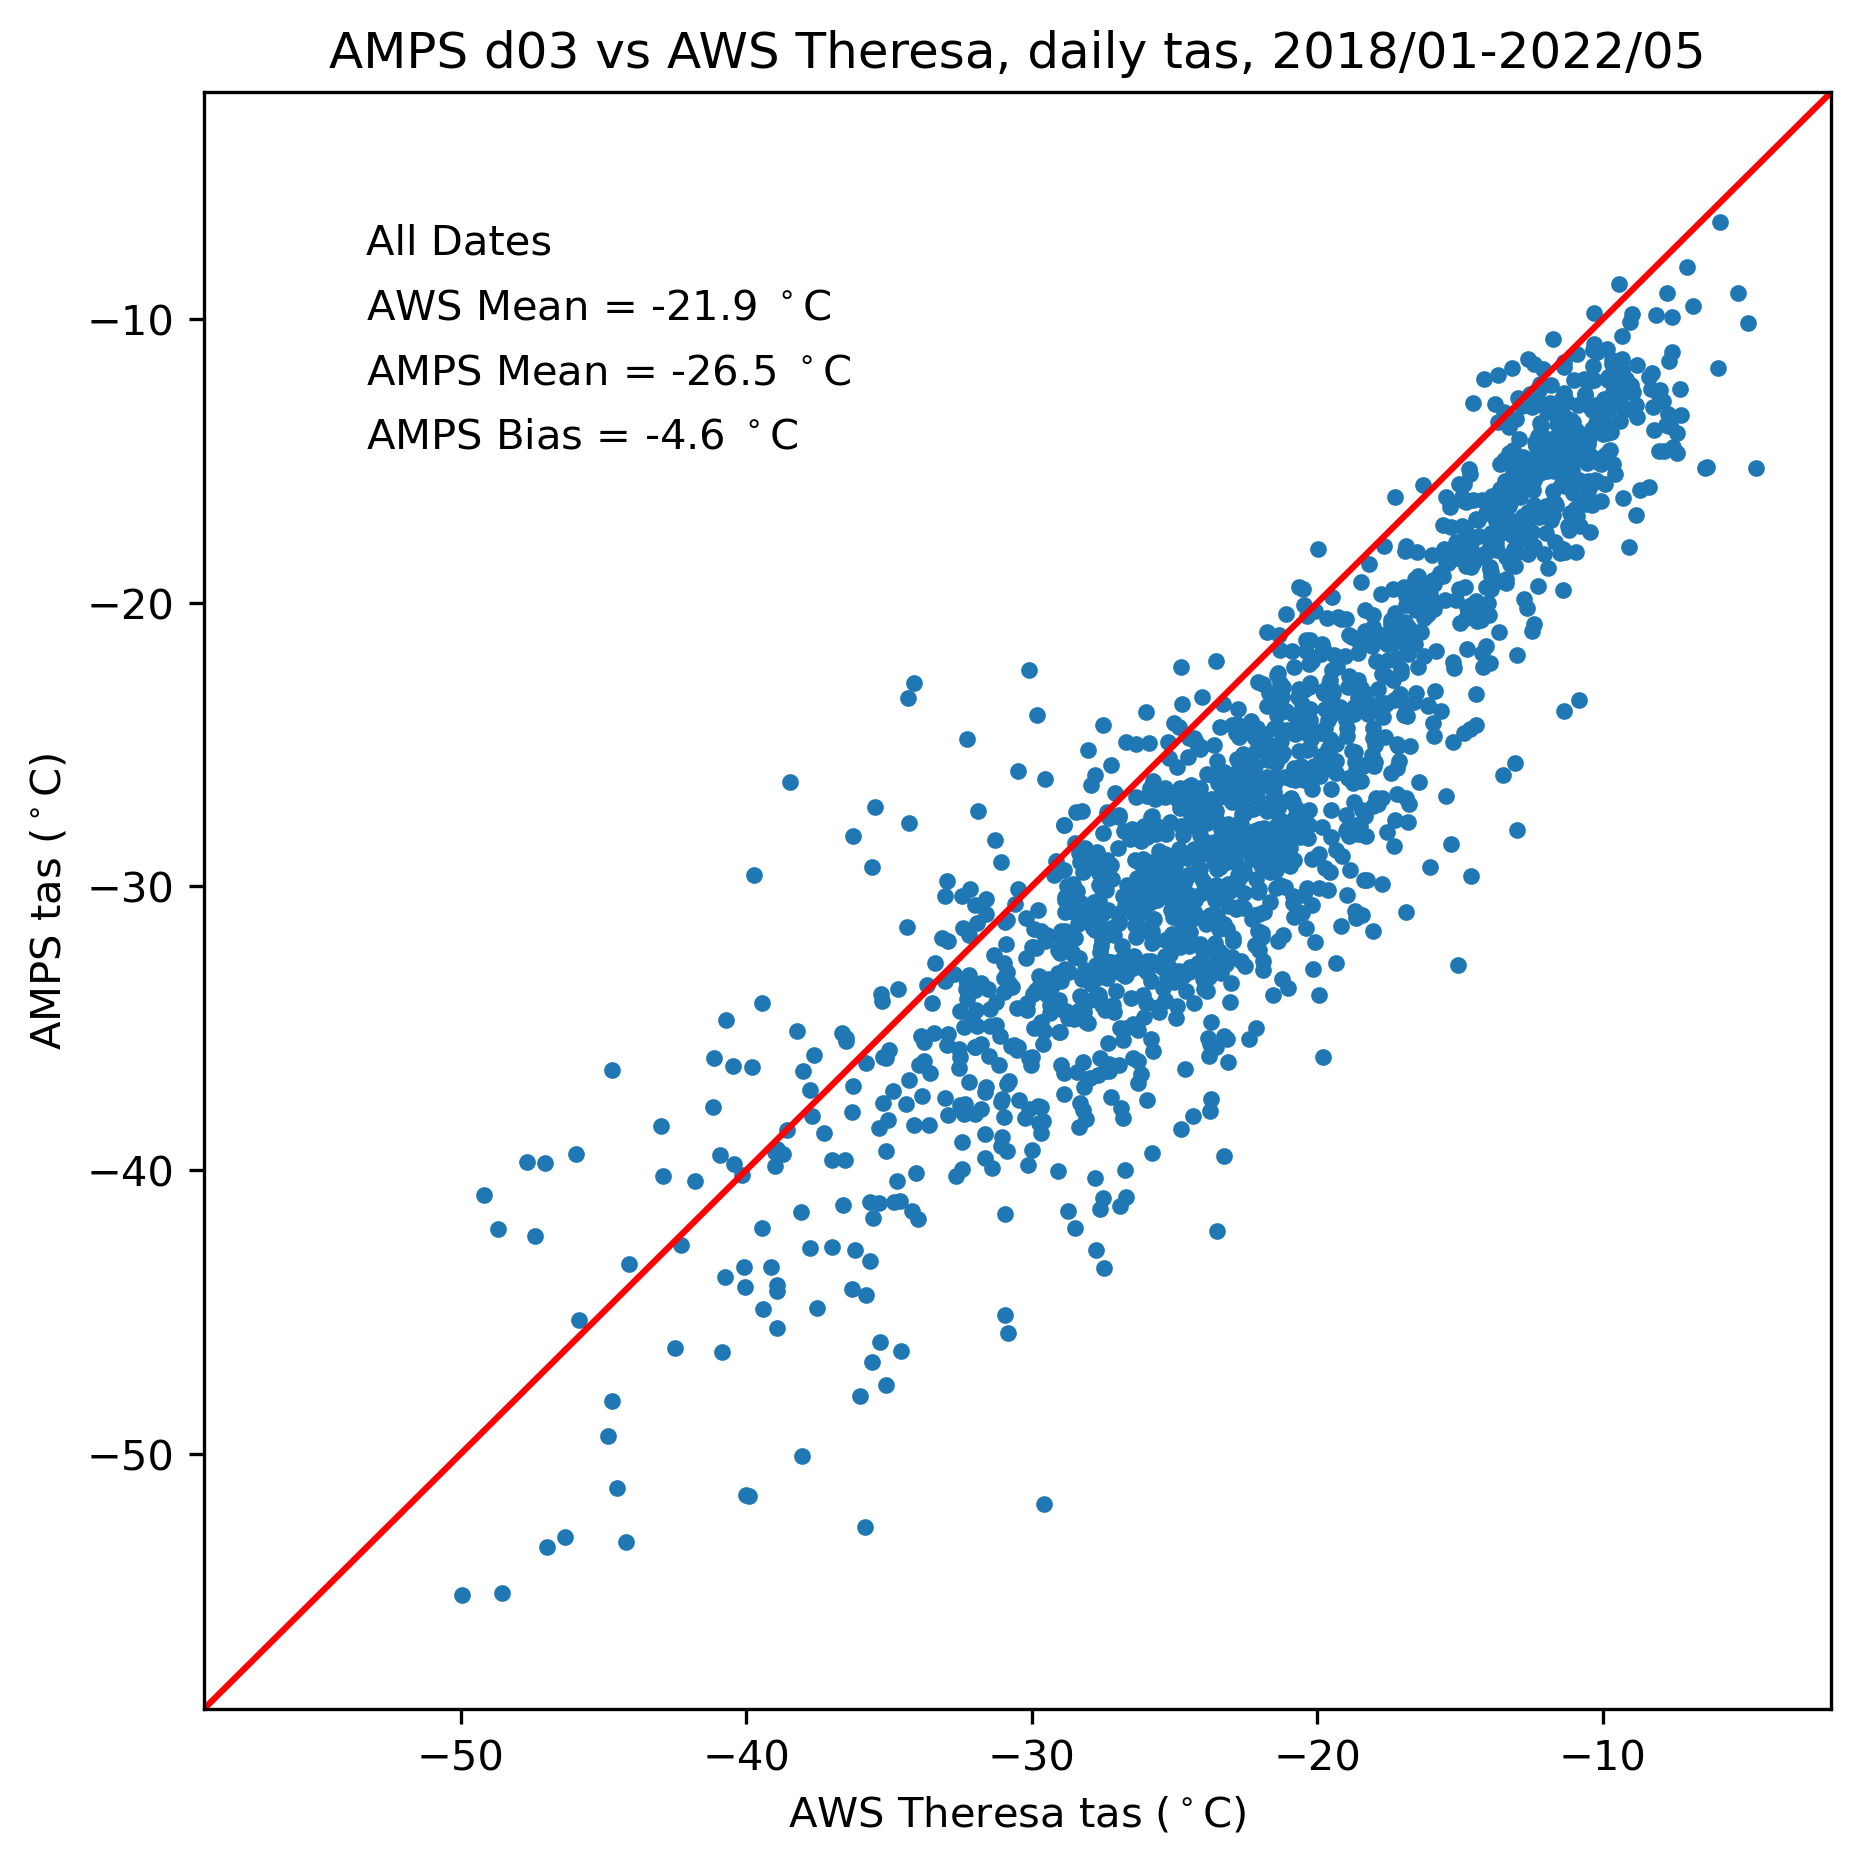 AMPS d03 vs AWS Theresa, daily tas, 2018/01-2022/05
All Dates
AWS Mean = -21.9 °C
AMPS Mean = -26.5 °C
AMPS Bias = -4.6 °C
AMPS tas (°C)
−10
−20
−30
−40
−50
−50 −40 −30 −20 −10
AWS Theresa tas (°C)